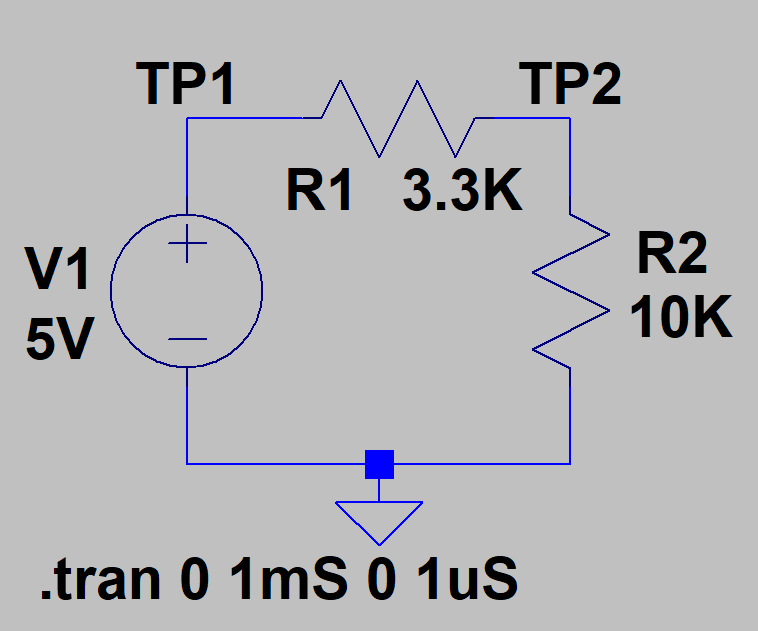 TP1
TP2
R1 3.3K
V1
5V
R2
10K
.tran 0 1mS 0 1uS